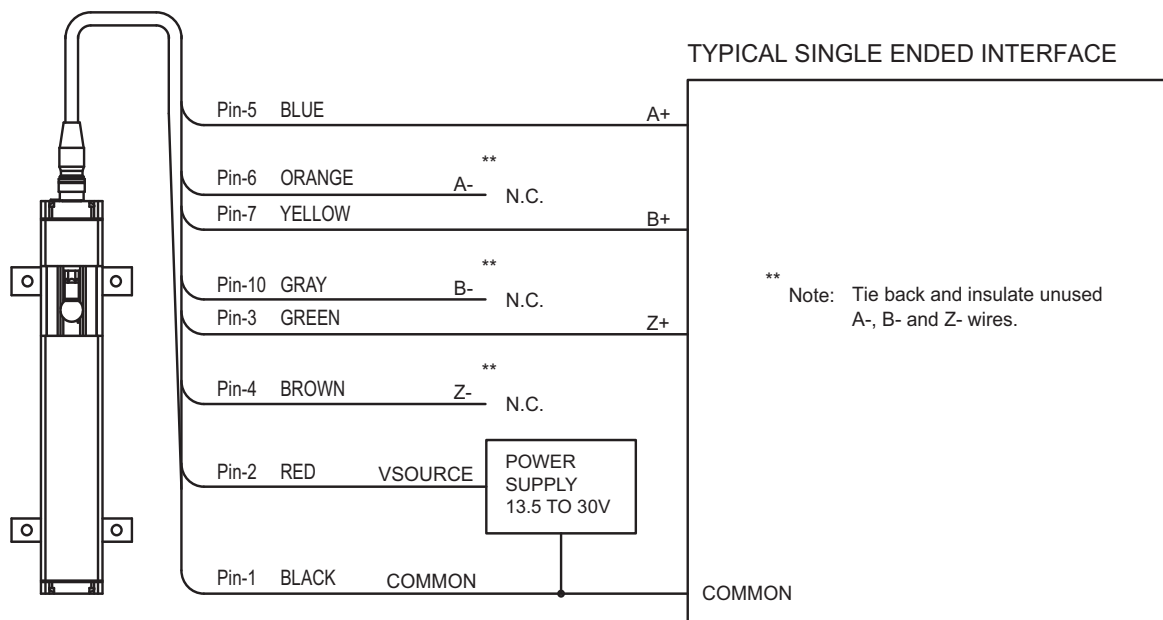 TYPICAL SINGLE ENDED INTERFACE
Pin-5 BLUE A+
**
Pin-6 ORANGE A- N.C.
Pin-7 YELLOW B+
**
Pin-10 GRAY B- N.C.
Pin-3 GREEN Z+
**
Pin-4 BROWN Z- N.C.
Pin-2 RED VSOURCE
POWER
SUPPLY
13.5 TO 30V
Pin-1 BLACK COMMON
COMMON
**
Note: Tie back and insulate unused
A-, B- and Z- wires.